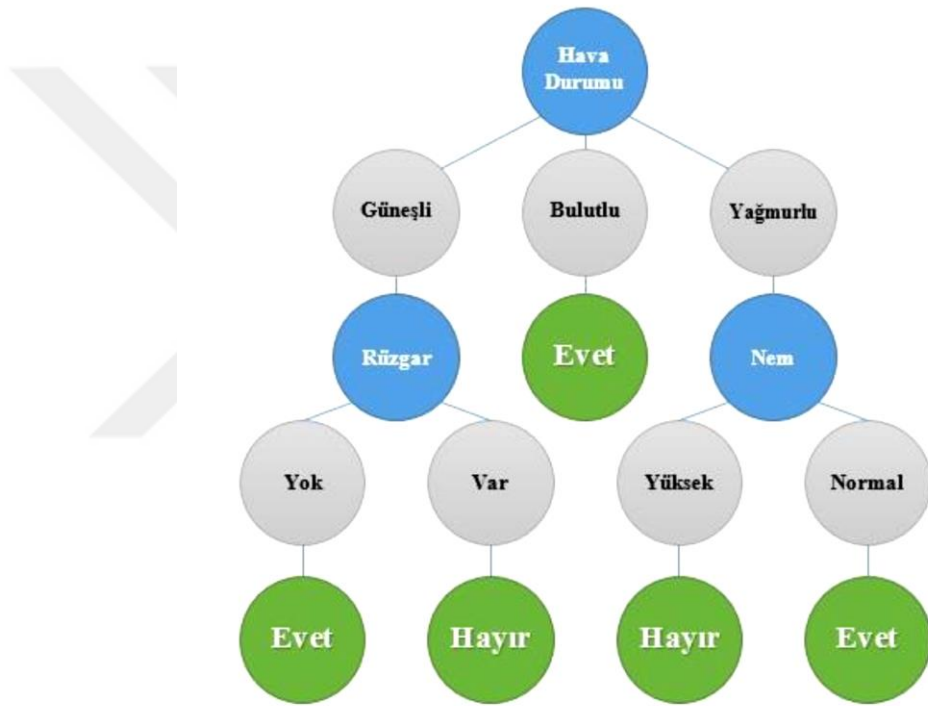 Hava
Durumu
Güneşli
Bulutlu
Yağmurlu
Rüzgar
Evet
Nem
Yok
Var
Yüksek
Normal
Evet
Hayır
Hayır
Evet